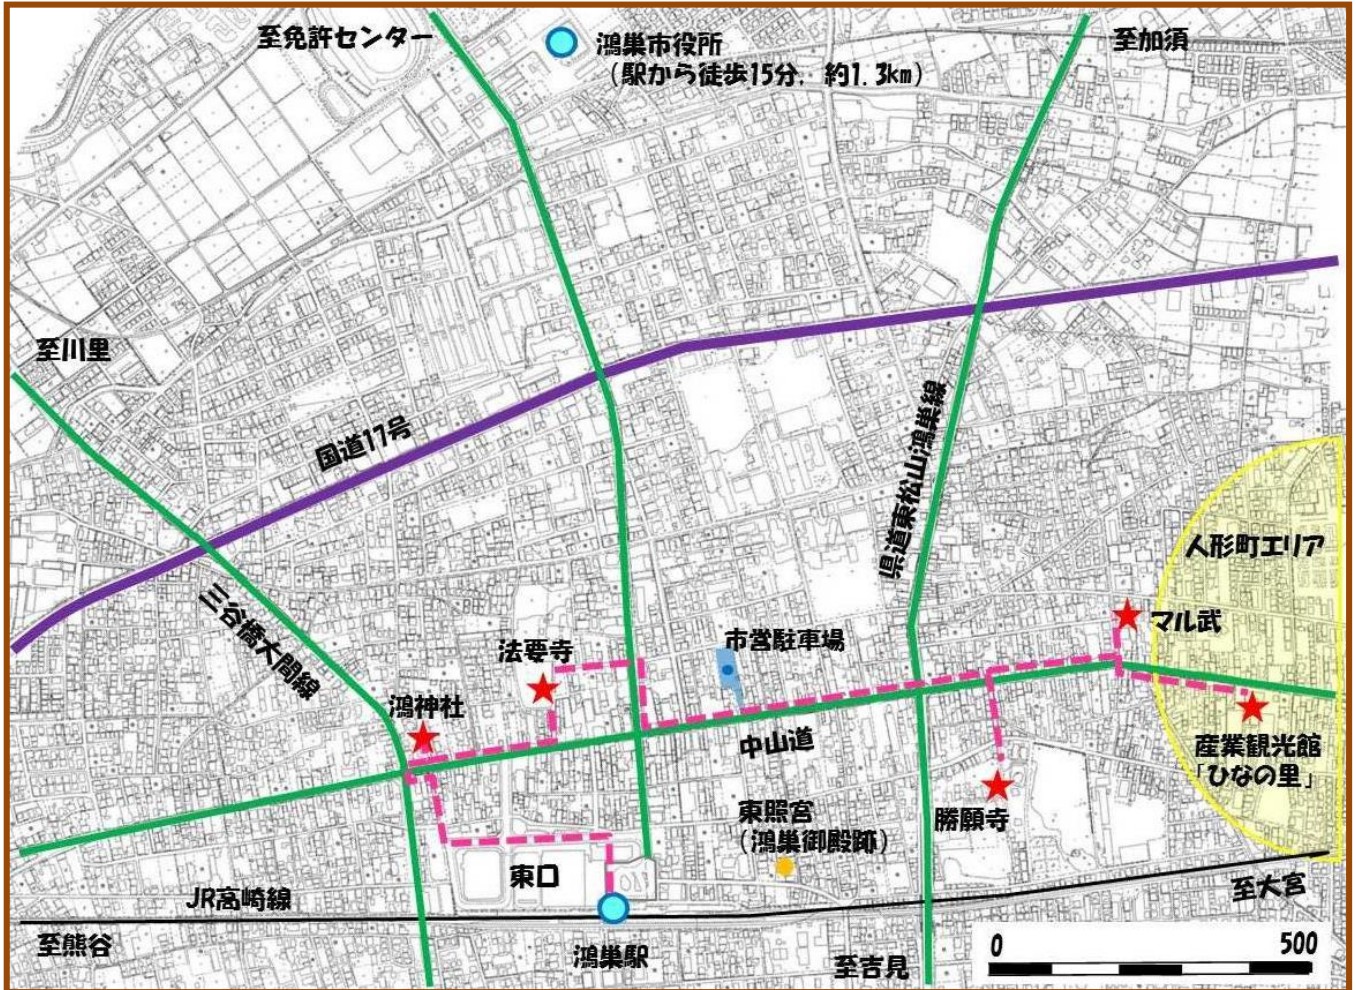 至免許センター
鴻巣市役所
(駅から徒歩15分，約1.3km)
至加須
至川里
国道17号
県道東松山鴻巣線
人形町エリア
三谷橋大間線
マル武
法要寺
市営駐車場
鴻神社
中山道
産業観光館
「ひなの里」
東照宮
(鴻巣御殿跡)
勝願寺
東口
JR高崎線
至大宮
至熊谷
鴻巣駅
至吉見
0
500